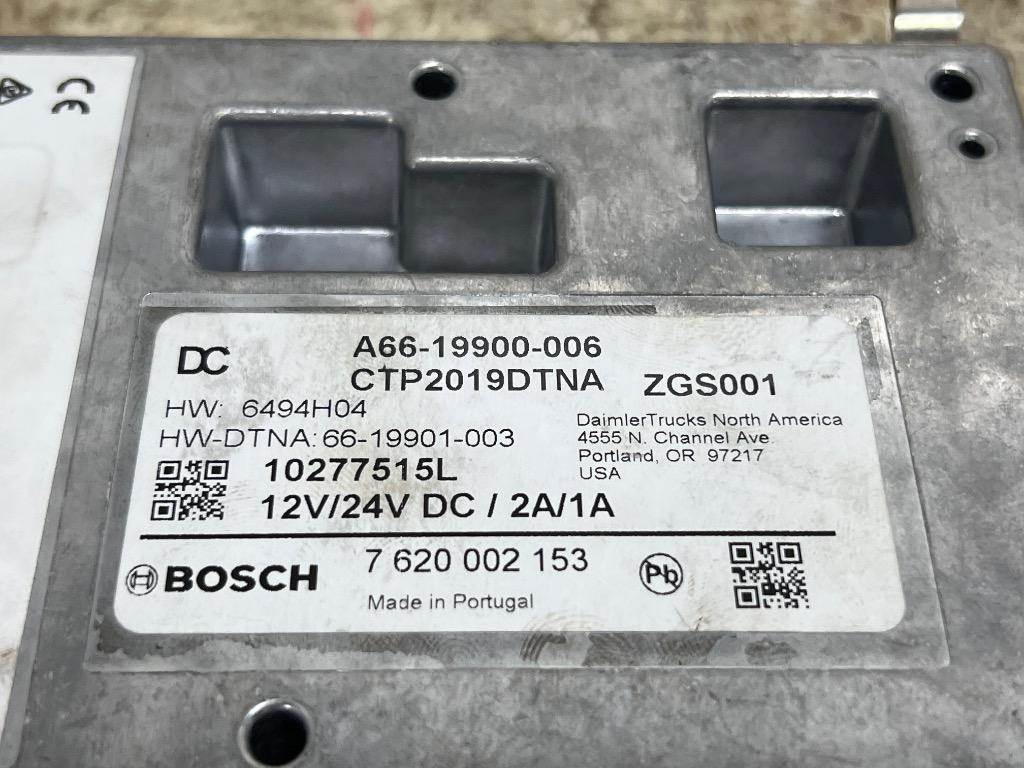 CE
DC
A66-19900-006
CTP2019DTNA ZGS001
HW: 6494H04
HW-DTNA: 66-19901-003
DaimlerTrucks North America
4555 N. Channel Ave.
Portland, OR 97217
USA
10277515L
12V/24V DC / 2A/1A
BOSCH
7 620 002 153
Made in Portugal
Pb